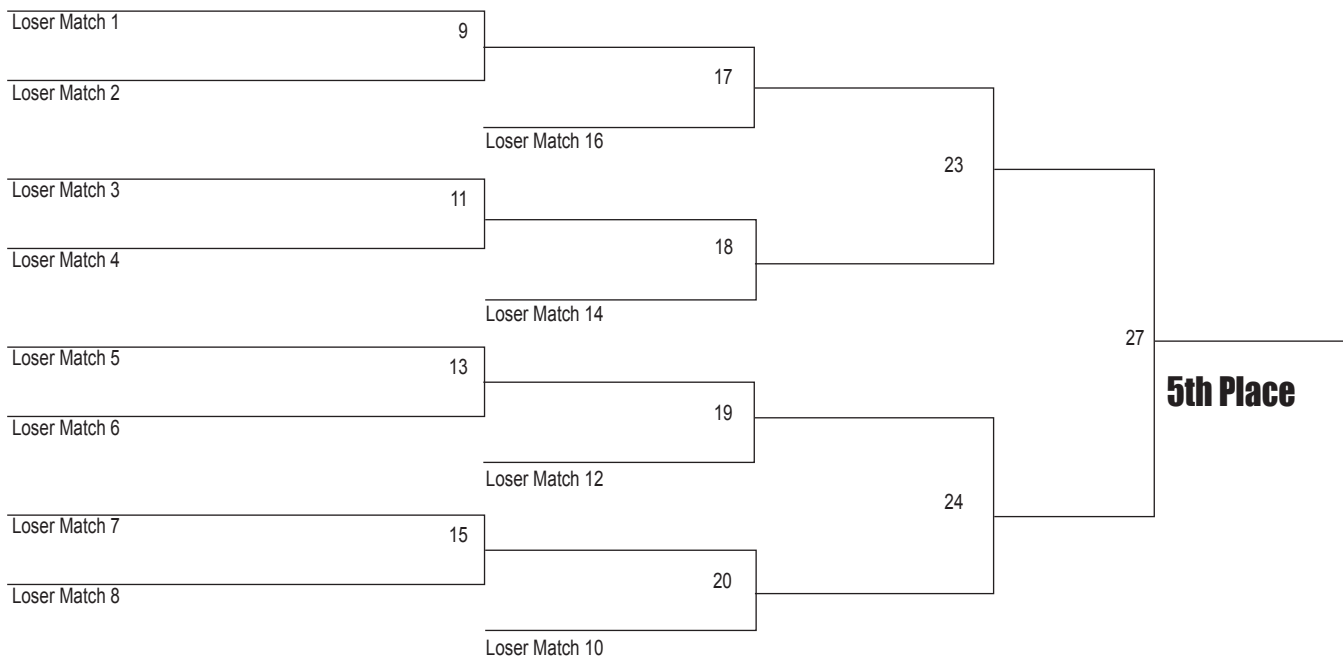 Loser Match 1
9
Loser Match 2
17
Loser Match 16
23
Loser Match 3
11
Loser Match 4
18
Loser Match 14
27
5th Place
Loser Match 5
13
Loser Match 6
19
Loser Match 12
24
Loser Match 7
15
Loser Match 8
20
Loser Match 10